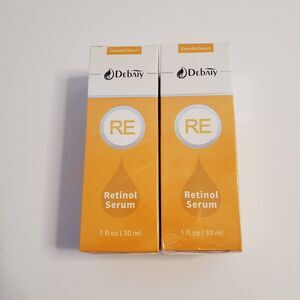 Essential Serum
DEBAIY
RE
Retinol
Serum
1 fl oz | 30 ml
Essential Serum
DEBAIY
RE
Retinol
Serum
1 fl oz | 30 ml